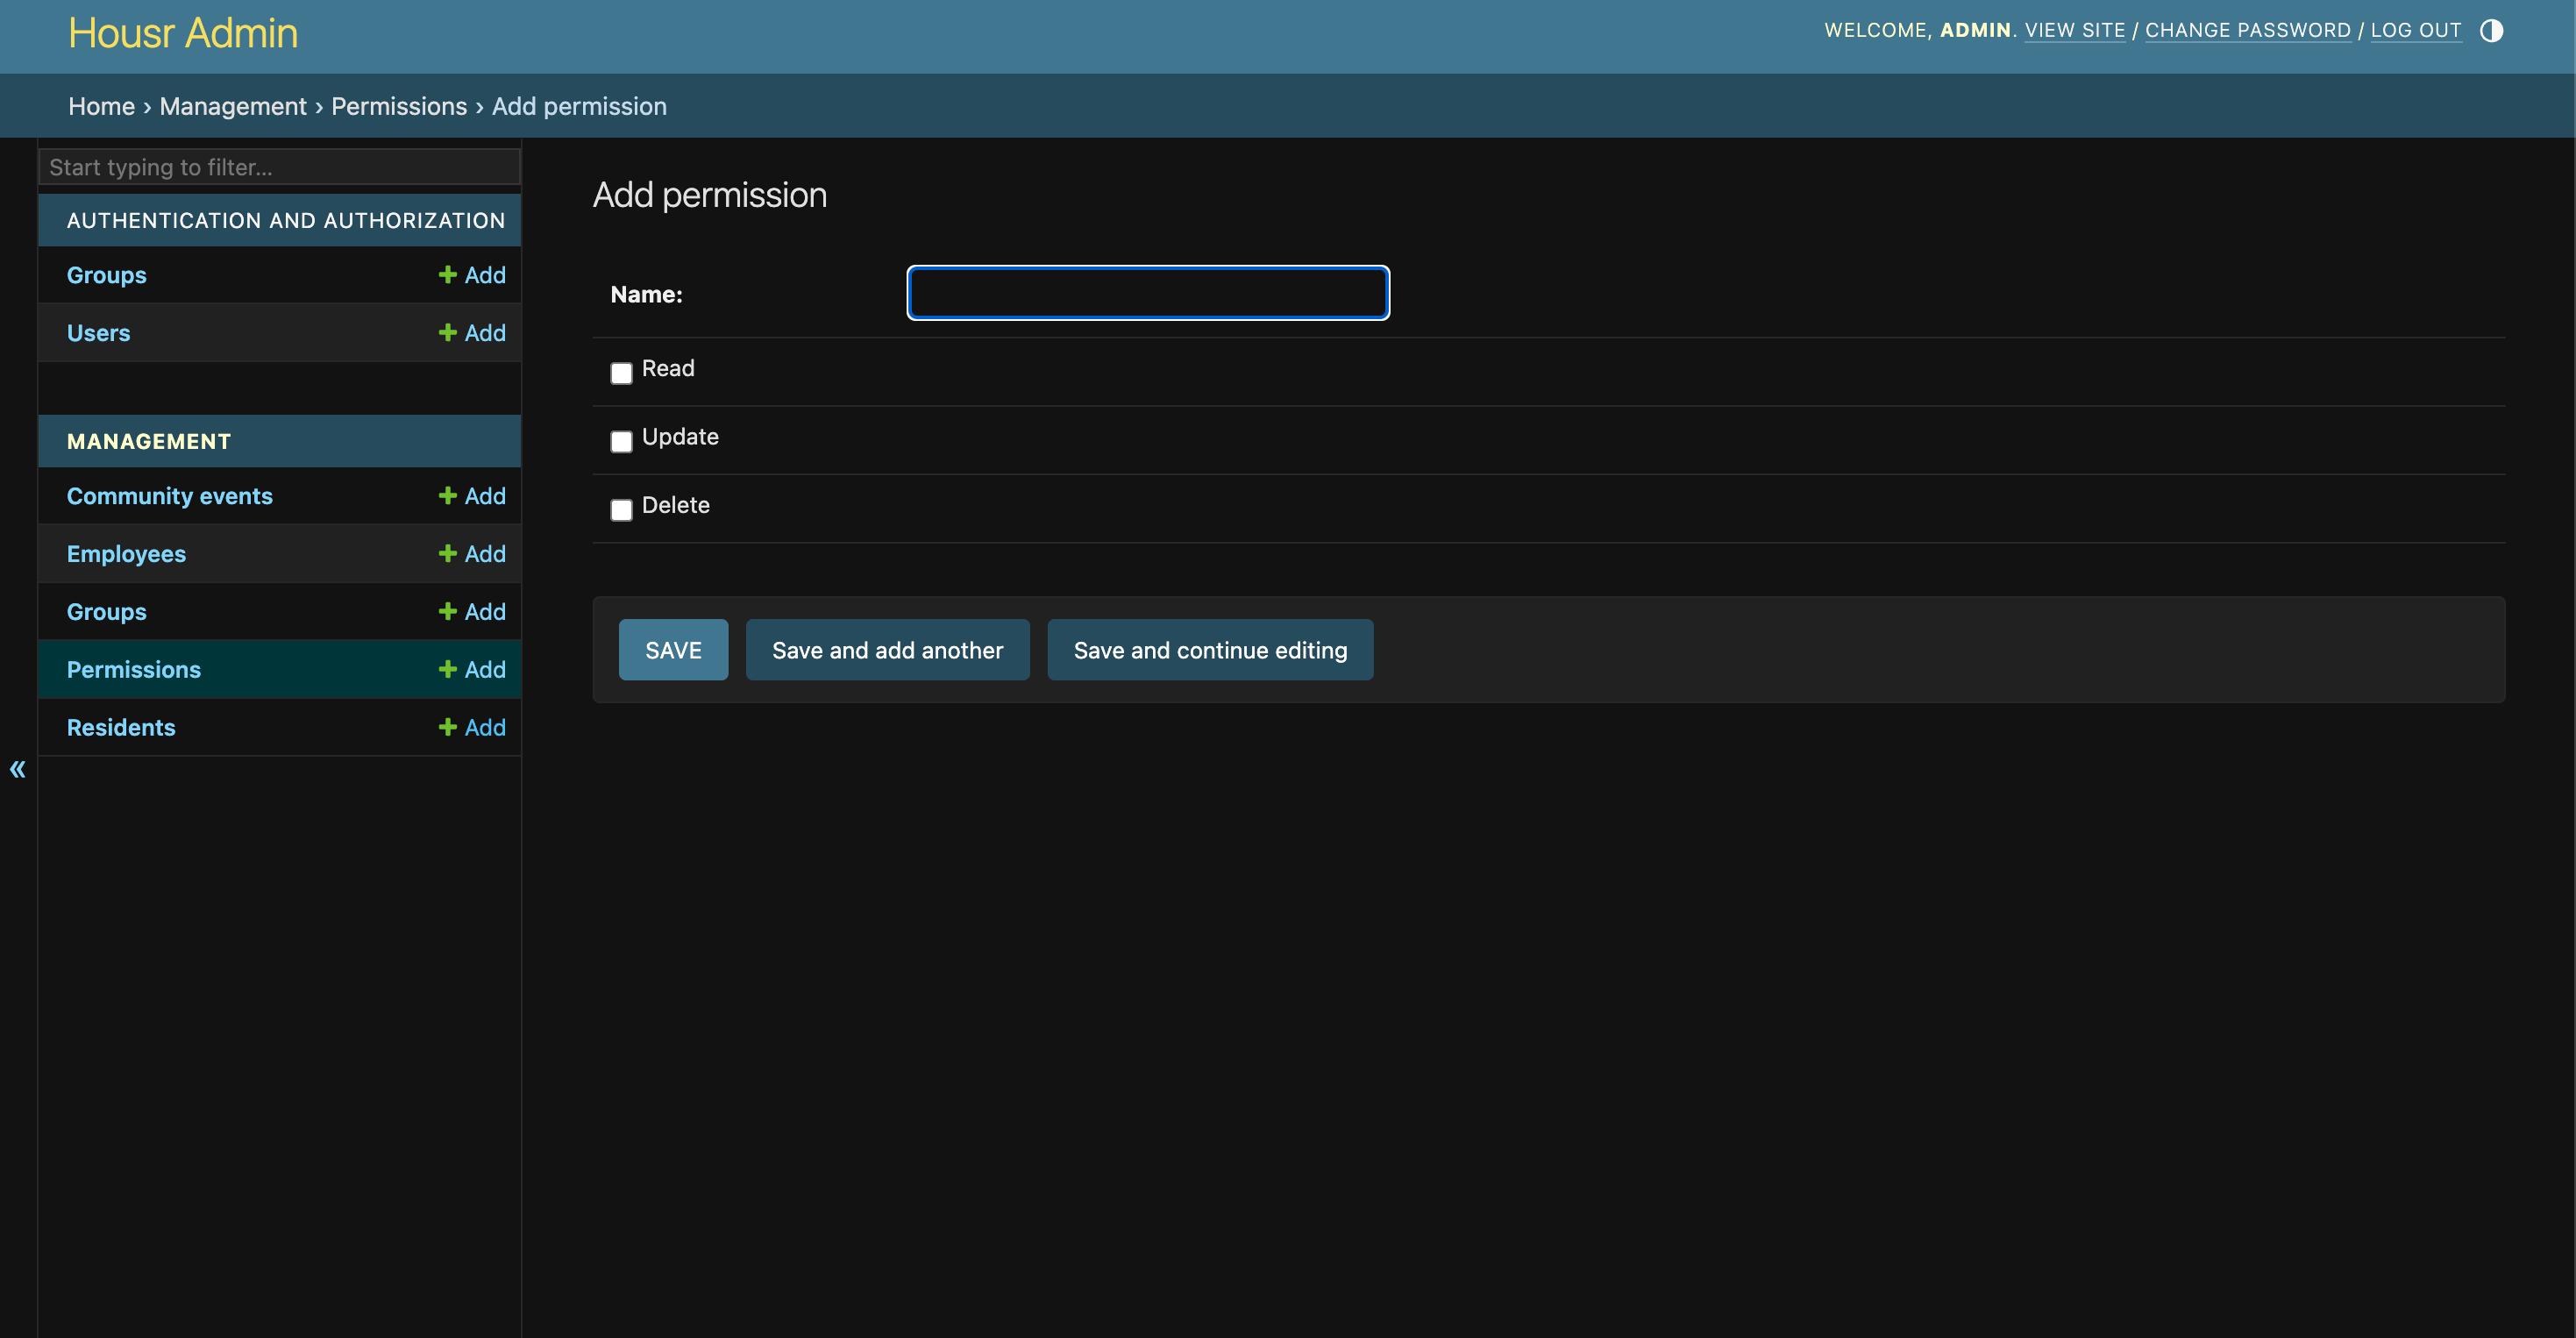 Housr Admin
WELCOME, ADMIN. VIEW SITE / CHANGE PASSWORD / LOG OUT
Home › Management › Permissions › Add permission
Start typing to filter...
AUTHENTICATION AND AUTHORIZATION
Groups + Add
Users + Add
MANAGEMENT
Community events + Add
Employees + Add
Groups + Add
Permissions + Add
Residents + Add
«
Add permission
Name:
Read
Update
Delete
SAVE Save and add another Save and continue editing